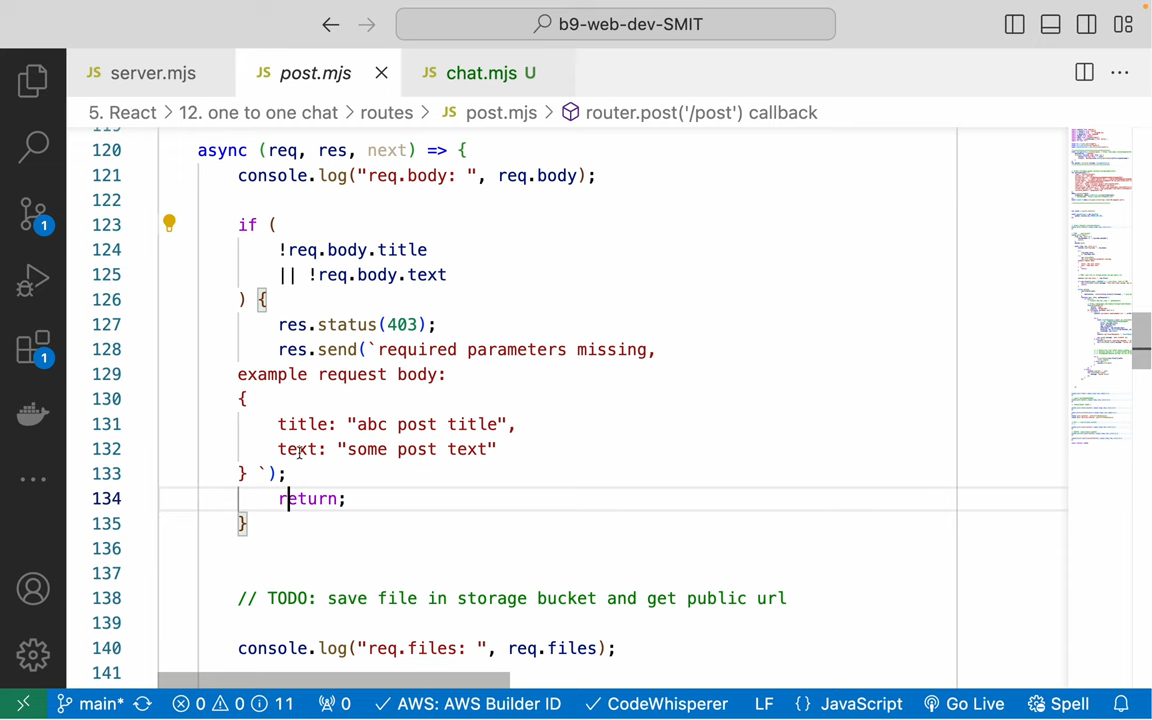 b9-web-dev-SMIT
JS server.mjs
JS post.mjs
JS chat.mjs U
5. React > 12. one to one chat > routes > JS post.mjs > router.post('/post') callback
119
120 async (req, res, next) => {
121 console.log("req.body: ", req.body);
122
123 if (
124 !req.body.title
125 || !req.body.text
126 ) {
127 res.status(403);
128 res.send(`required parameters missing,
129 example request body:
130 {
131 title: "abc post title",
132 text: "some post text"
133 } `);
134 return;
135 }
136
137
138 // TODO: save file in storage bucket and get public url
139
140 console.log("req.files: ", req.files);
141
1
1
main* 0 0 11 0 AWS: AWS Builder ID CodeWhisperer LF {} JavaScript Go Live Spell